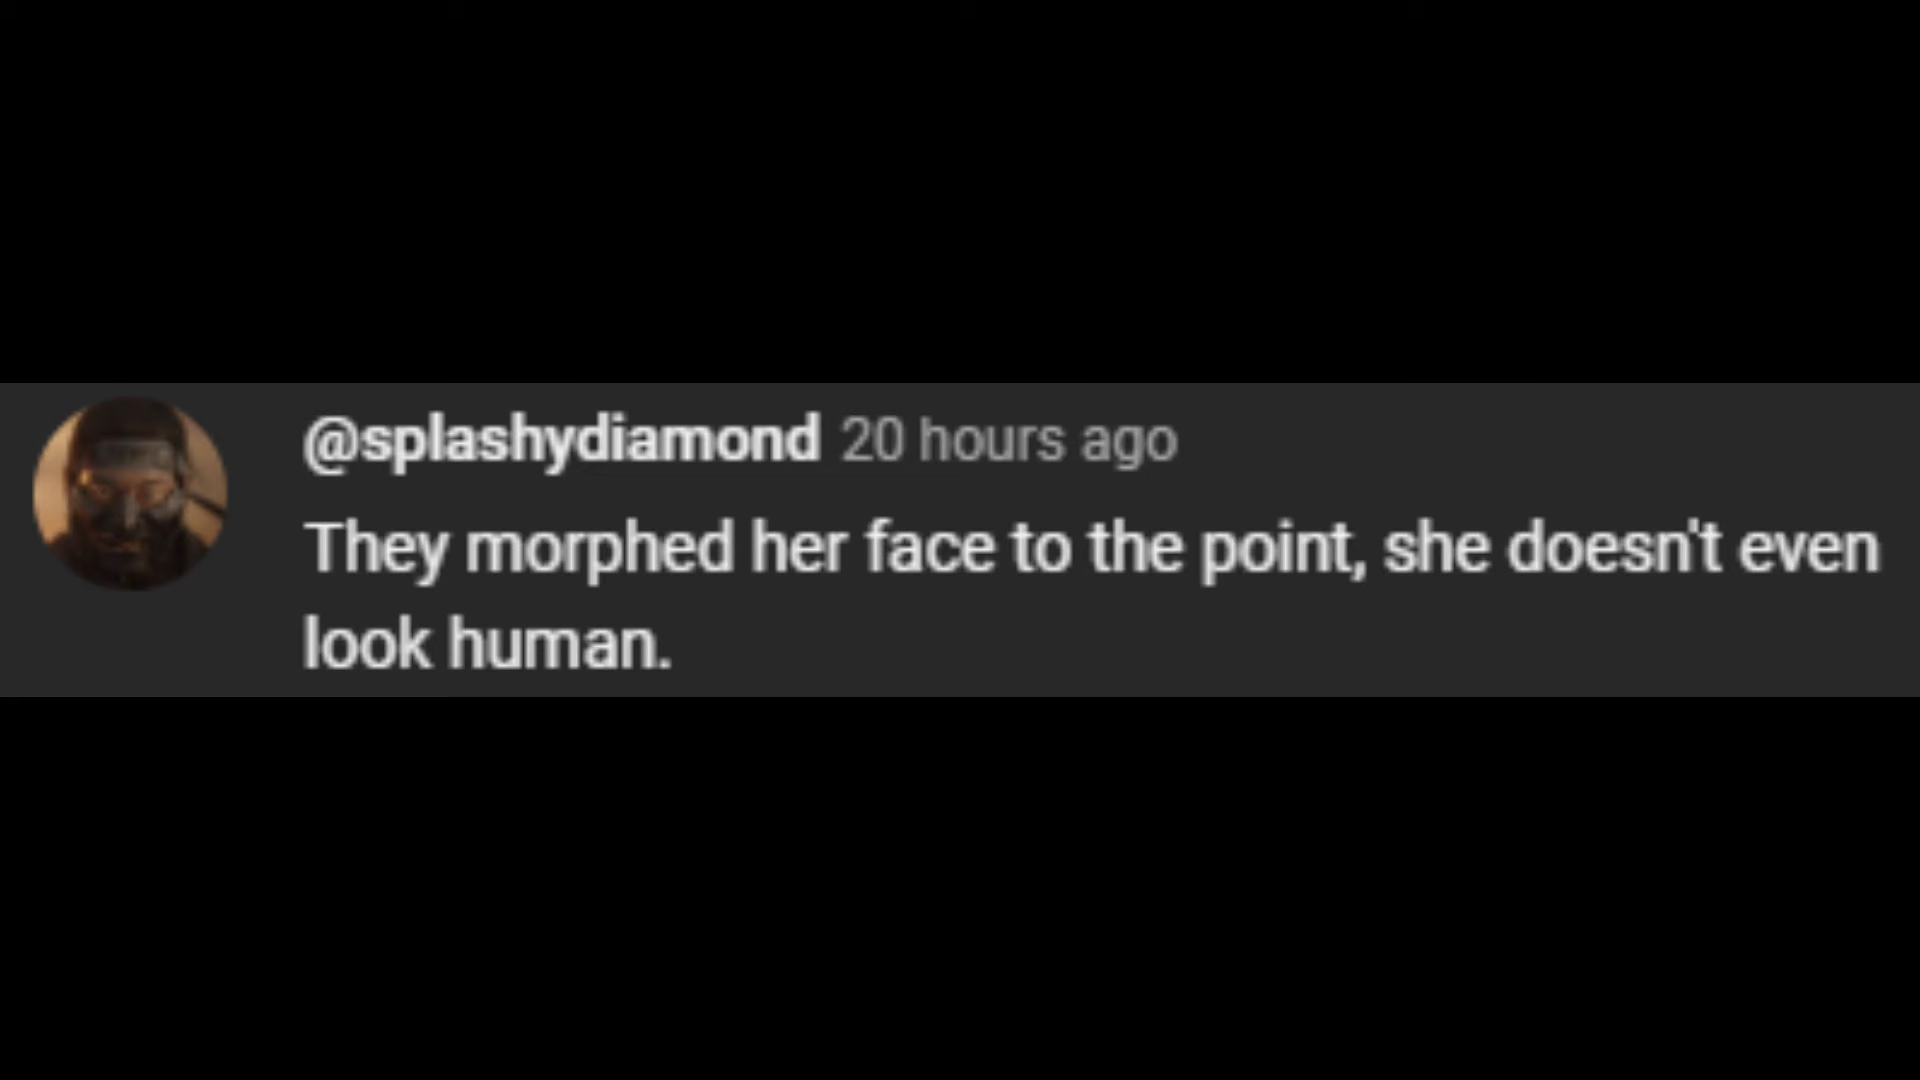 @splashydiamond 20 hours ago
They morphed her face to the point, she doesn't even
look human.